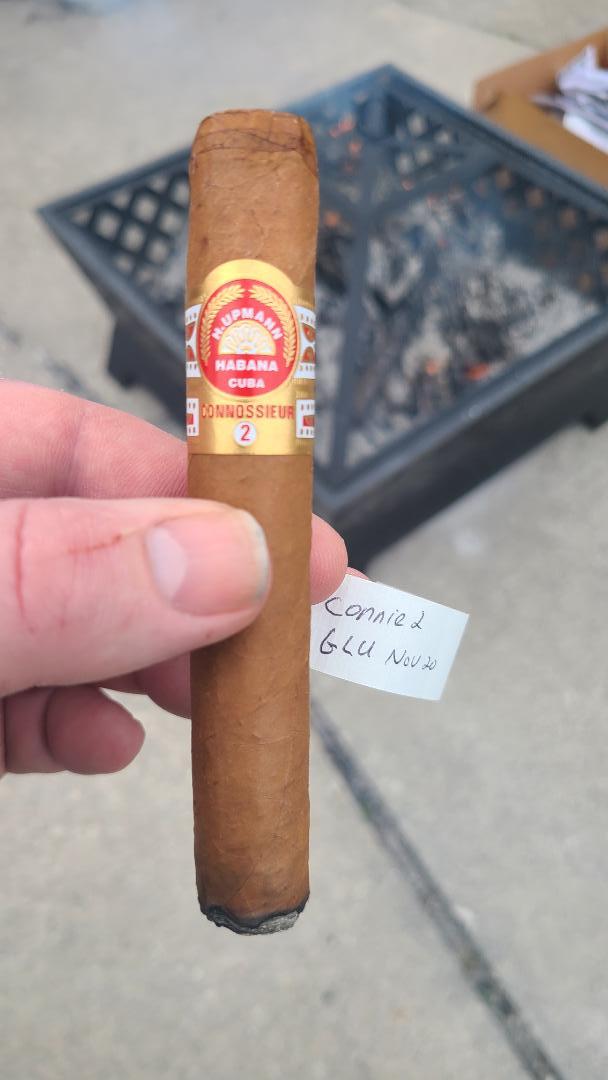 H. UPMANN
HABANA
CUBA
CONNOSSIEUR
2
Connie 2
GLU Nov 20